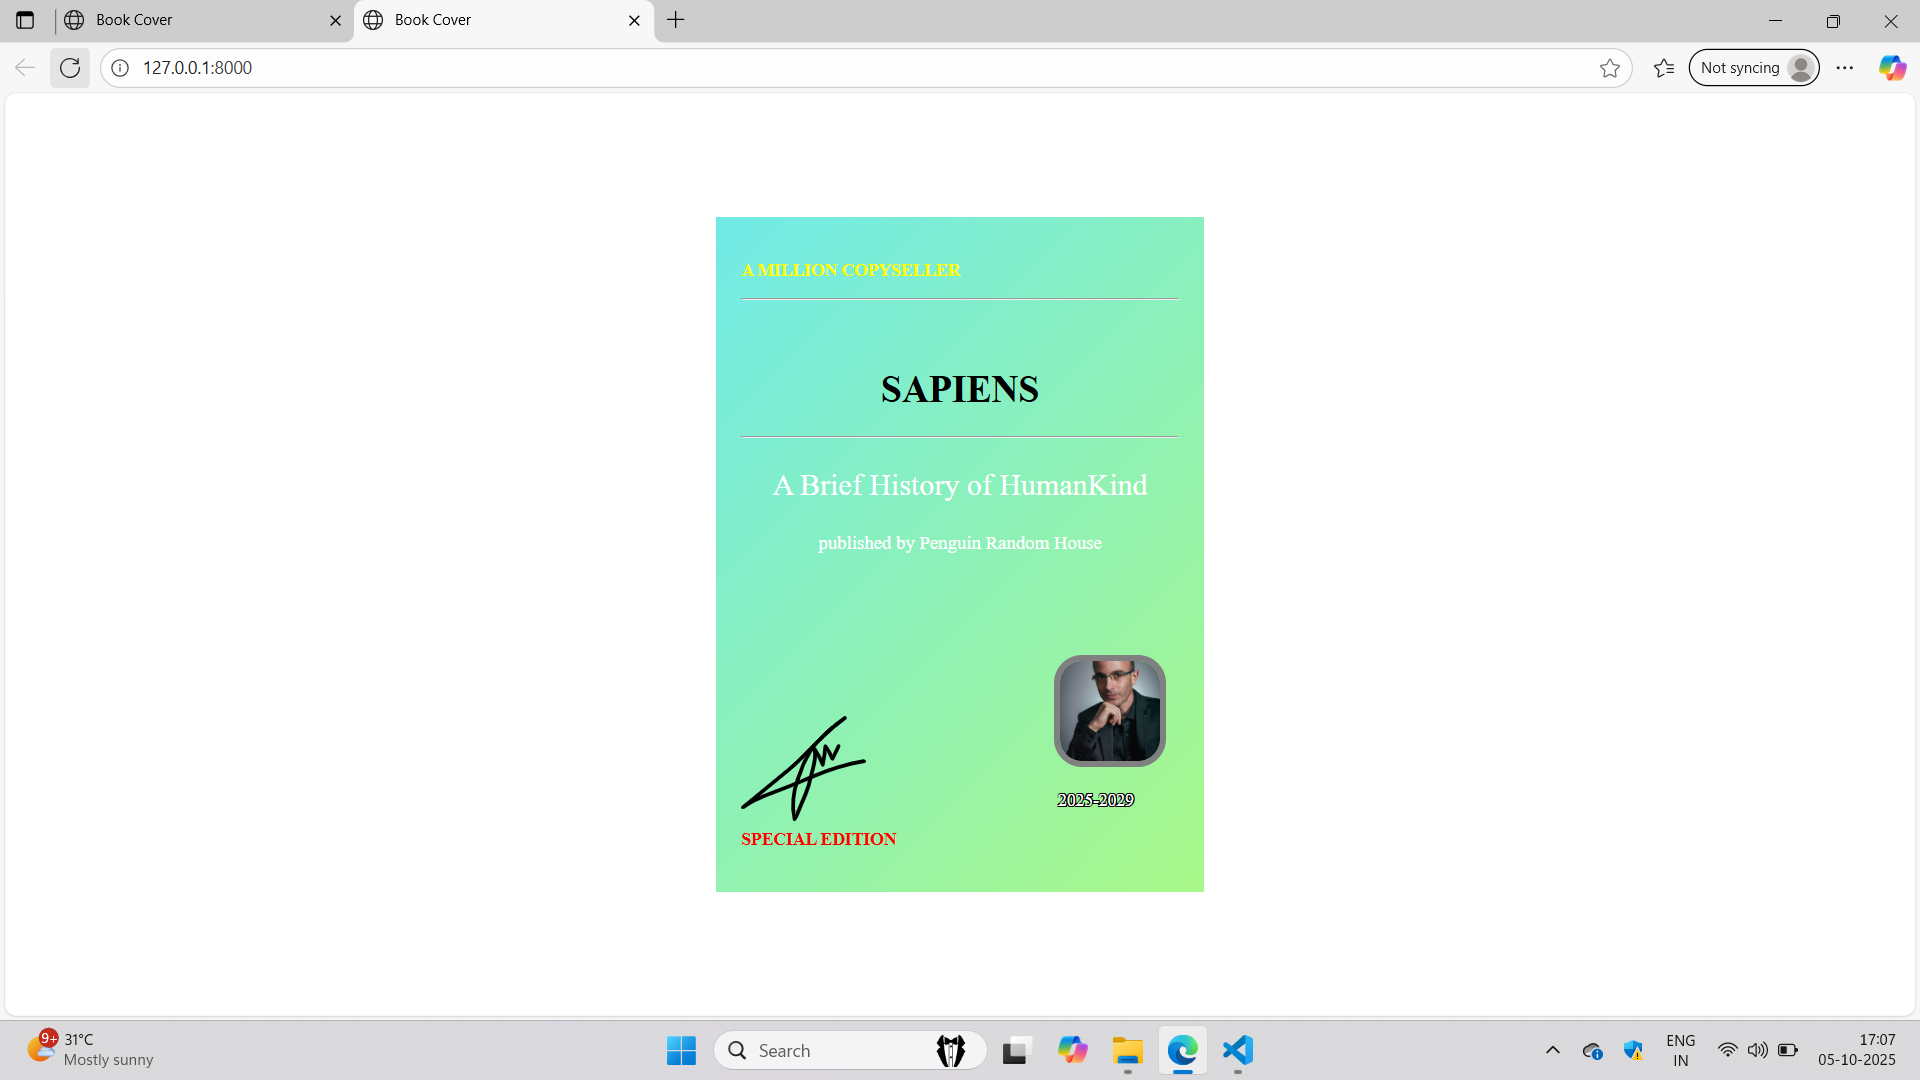 Book Cover
Book Cover
127.0.0.1:8000
Not syncing
A MILLION COPYSELLER
SAPIENS
A Brief History of HumanKind
published by Penguin Random House
2025-2029
SPECIAL EDITION
9+
31°C
Mostly sunny
Search
ENG
IN
17:07
05-10-2025